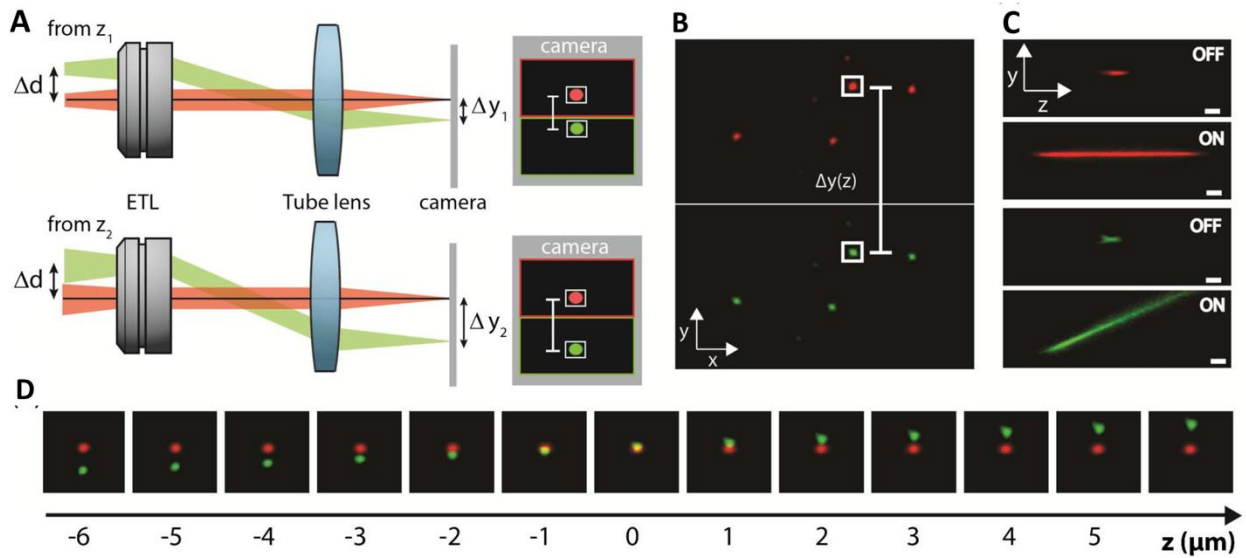 A
from z1
Δd
Δy1
camera
ETL
Tube lens
camera
from z2
Δd
Δy2
camera
B
Δy(z)
y
x
C
y
z
OFF
ON
OFF
ON
D
-6 -5 -4 -3 -2 -1 0 1 2 3 4 5 z (μm)